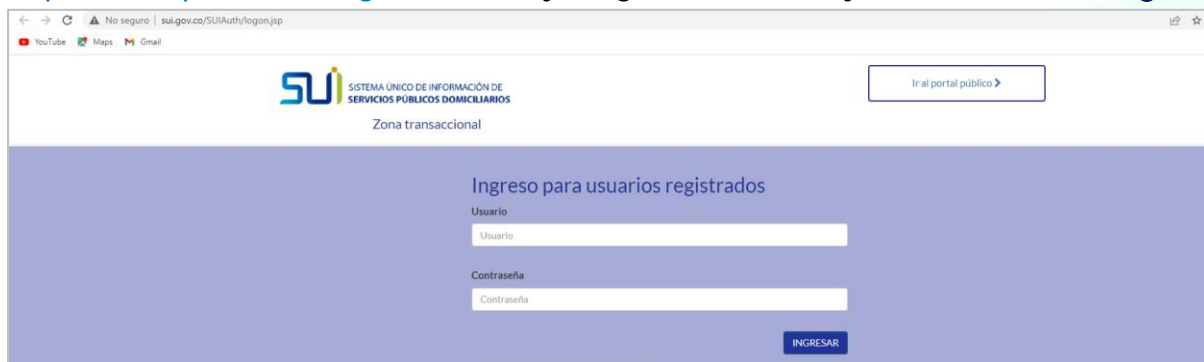 No seguro | sui.gov.co/SUIAuth/logon.jsp
YouTube Maps Gmail
sui SISTEMA ÚNICO DE INFORMACIÓN DE
SERVICIOS PÚBLICOS DOMICILIARIOS
Ir al portal público
Zona transaccional
Ingreso para usuarios registrados
Usuario
Usuario
Contraseña
Contraseña
INGRESAR